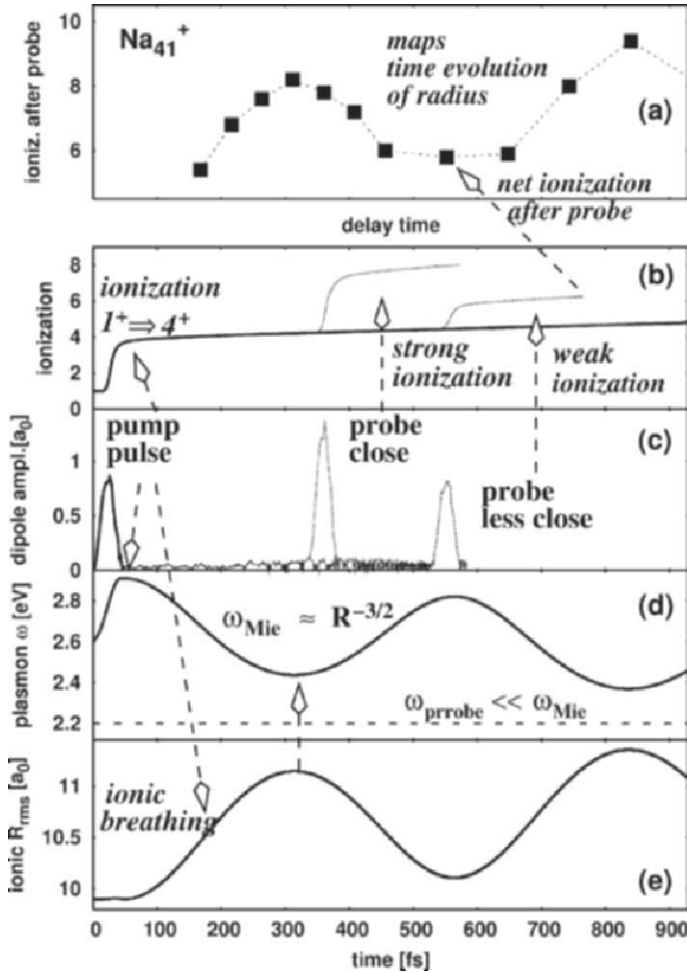 10
8
6
ioniz. after probe
Na41+
maps
time evolution
of radius
(a)
net ionization
after probe
delay time
8
6
4
2
0
ionization
ionization
1+ ⇒ 4+
strong
ionization
weak
ionization
(b)
1
0.5
0
dipole ampl.[a0]
pump
pulse
probe
close
probe
less close
(c)
2.8
2.6
2.4
2.2
plasmon ω [eV]
ωMie ≈ R−3/2
ωprrobe << ωMie
(d)
11
10.5
10
ionic Rrms [a0]
ionic
breathing
(e)
0 100 200 300 400 500 600 700 800 900
time [fs]